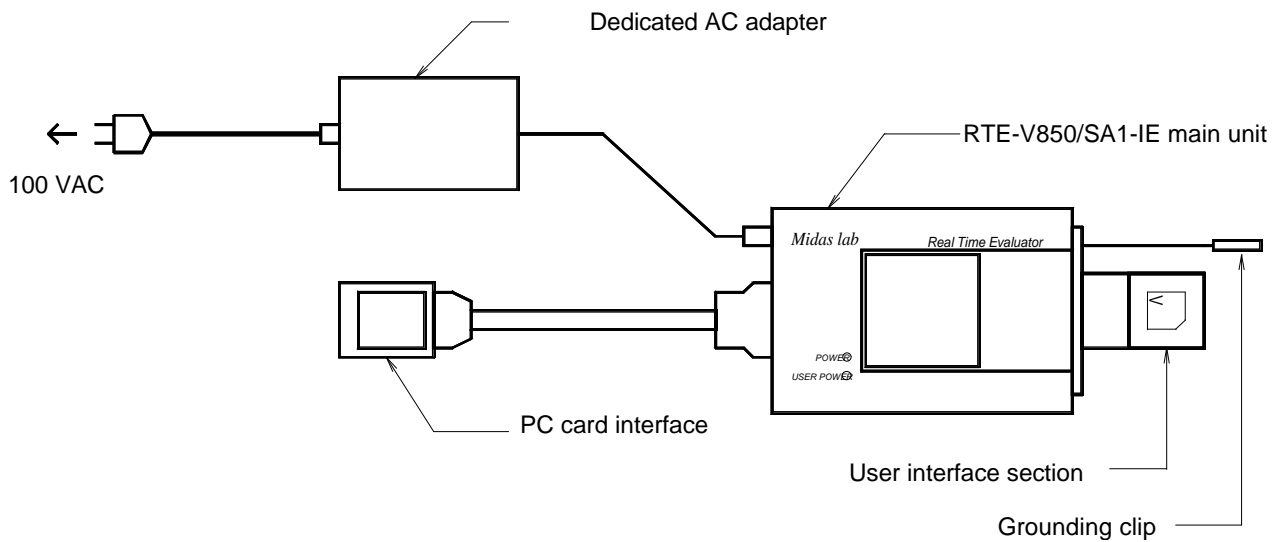 Dedicated AC adapter
RTE-V850/SA1-IE main unit
100 VAC
Midas lab
Real Time Evaluator
V
POWER
USER POWER
PC card interface
User interface section
Grounding clip